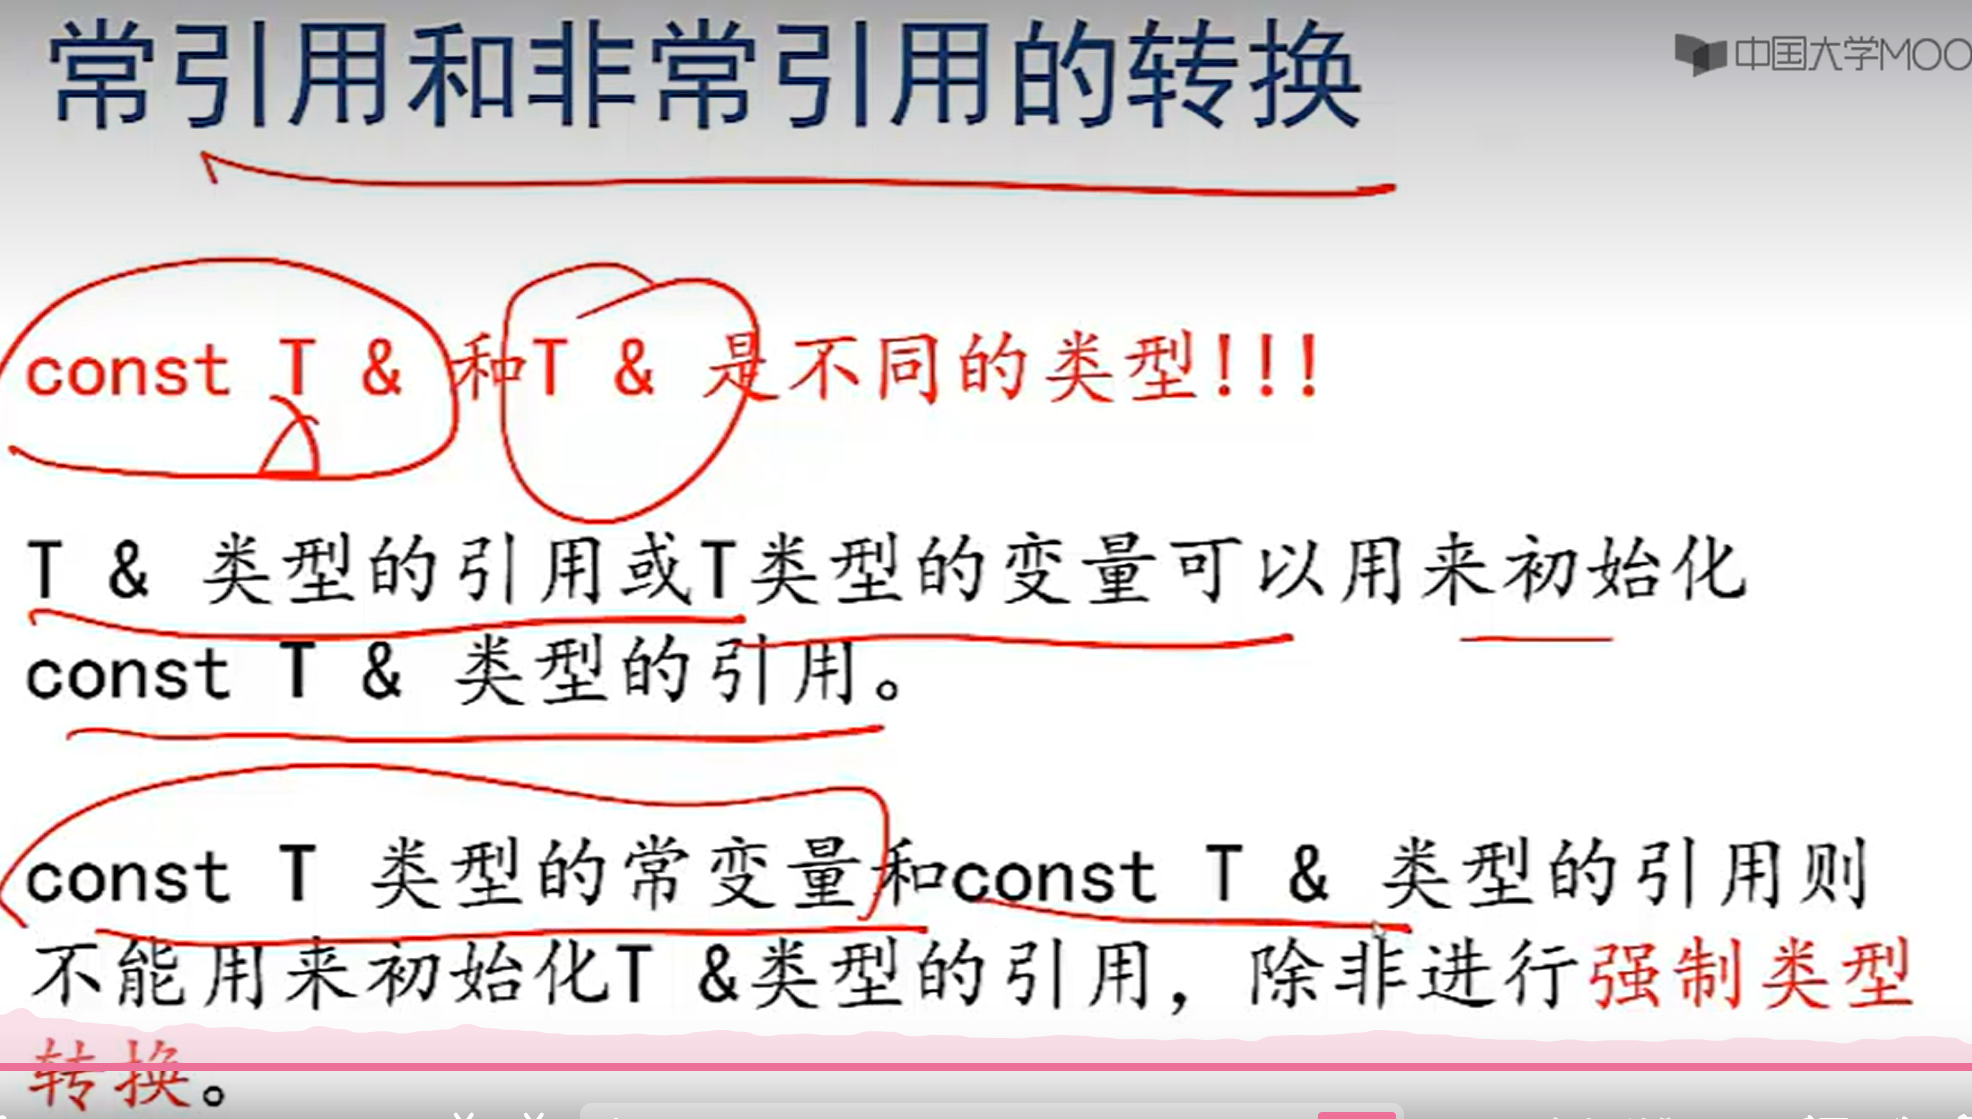 常引用和非常引用的转换
中国大学MOO
const T & 和T & 是不同的类型!!!
T & 类型的引用或T类型的变量可以用来初始化
const T & 类型的引用。
const T 类型的常变量和const T & 类型的引用则
不能用来初始化T &类型的引用，除非进行强制类型
转换。